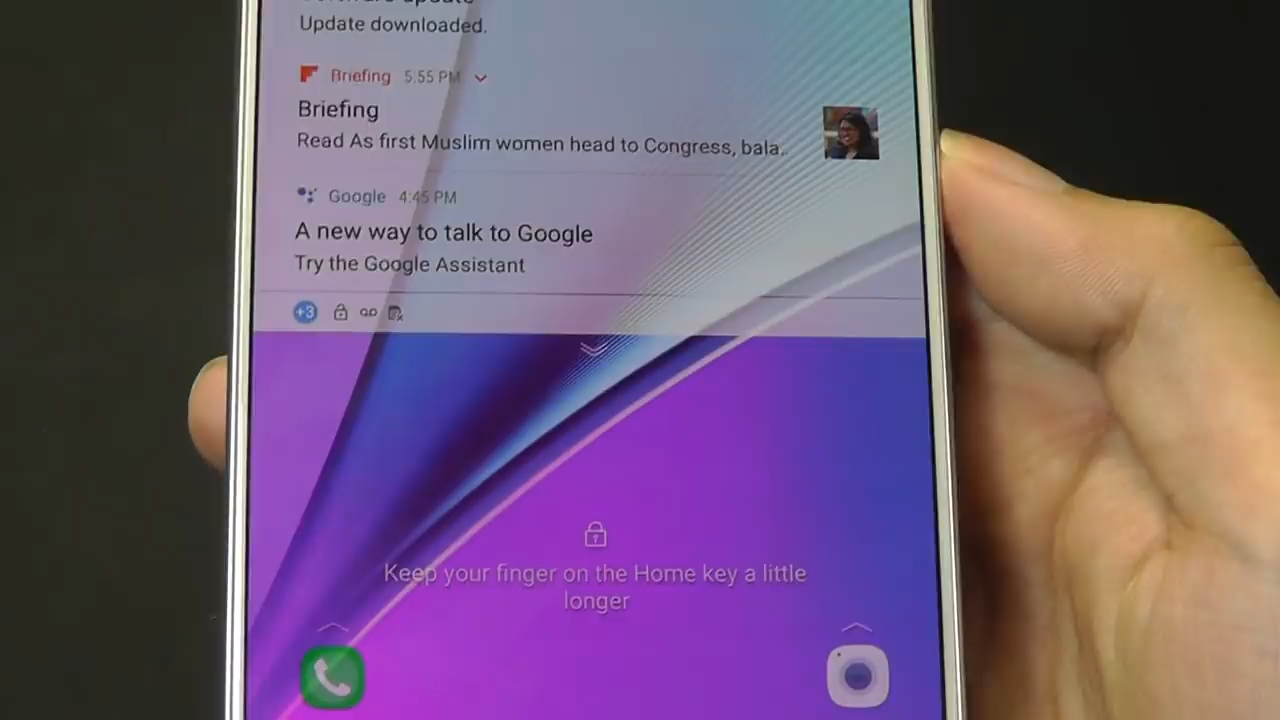 Software update
Update downloaded.
Briefing 5:55 PM
Briefing
Read As first Muslim women head to Congress, bala..
Google 4:45 PM
A new way to talk to Google
Try the Google Assistant
+3
Keep your finger on the Home key a little
longer